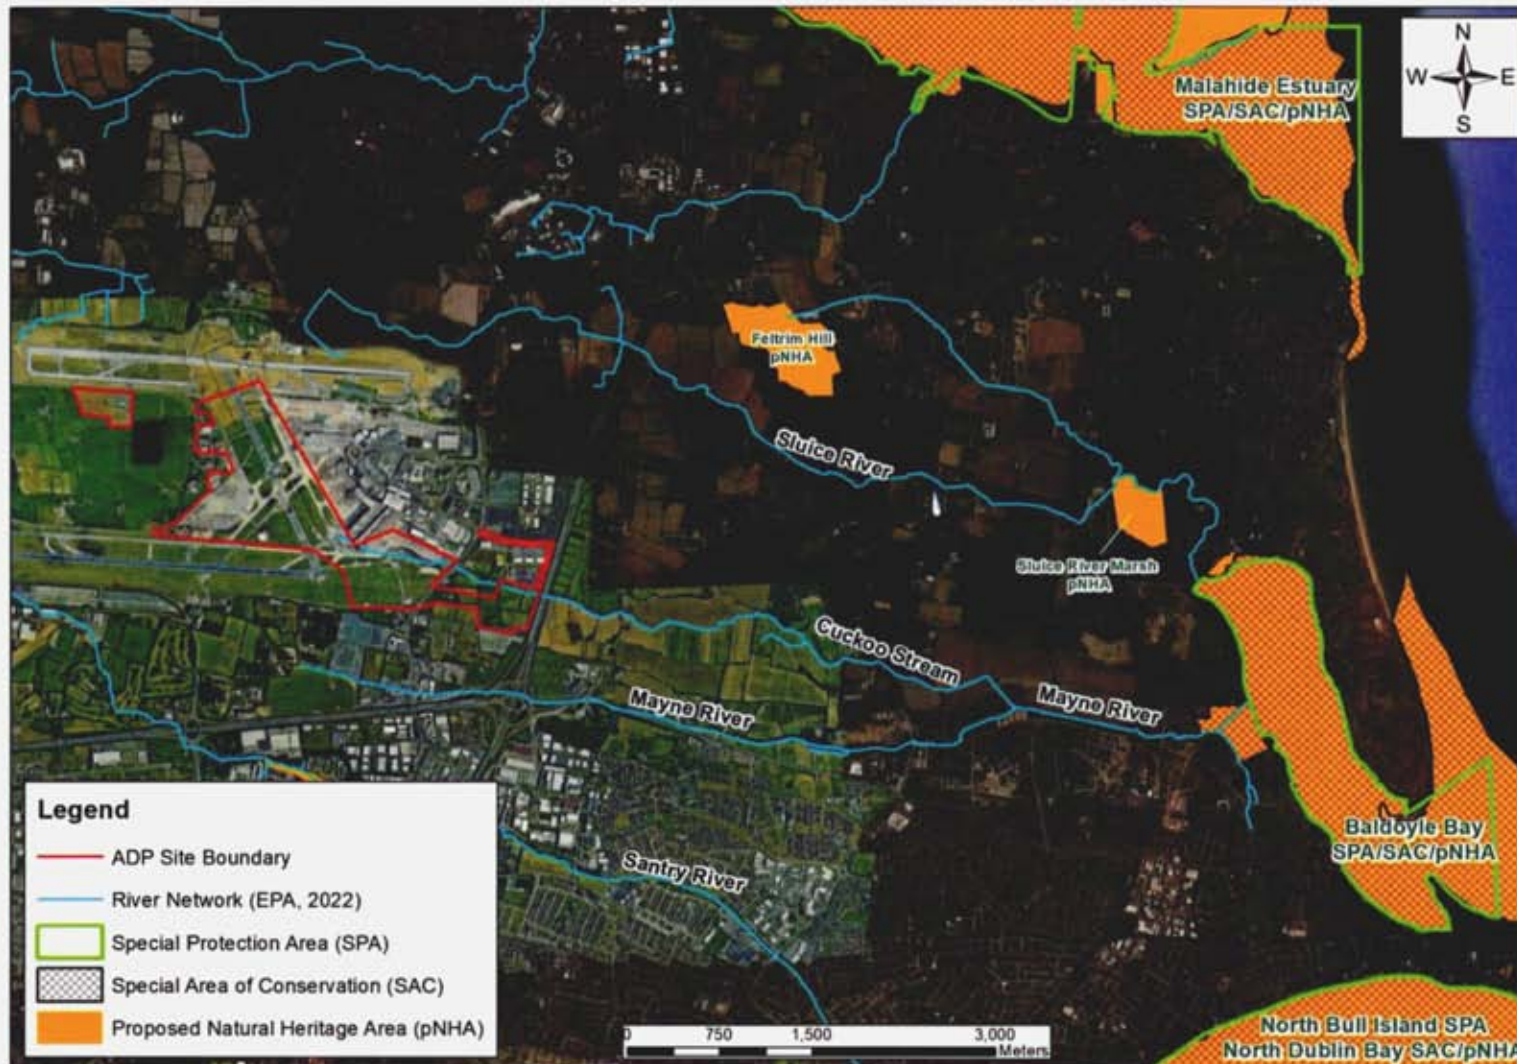 N
W E
S
Malahide Estuary
SPA/SAC/pNHA
Feltrim Hill
pNHA
Sluice River
Sluice River Marsh
pNHA
Cuckoo Stream
Mayne River
Mayne River
Baldoyle Bay
SPA/SAC/pNHA
Santry River
Legend
ADP Site Boundary
River Network (EPA, 2022)
Special Protection Area (SPA)
Special Area of Conservation (SAC)
Proposed Natural Heritage Area (pNHA)
0 750 1,500 3,000
Meters
North Bull Island SPA
North Dublin Bay SAC/pNHA